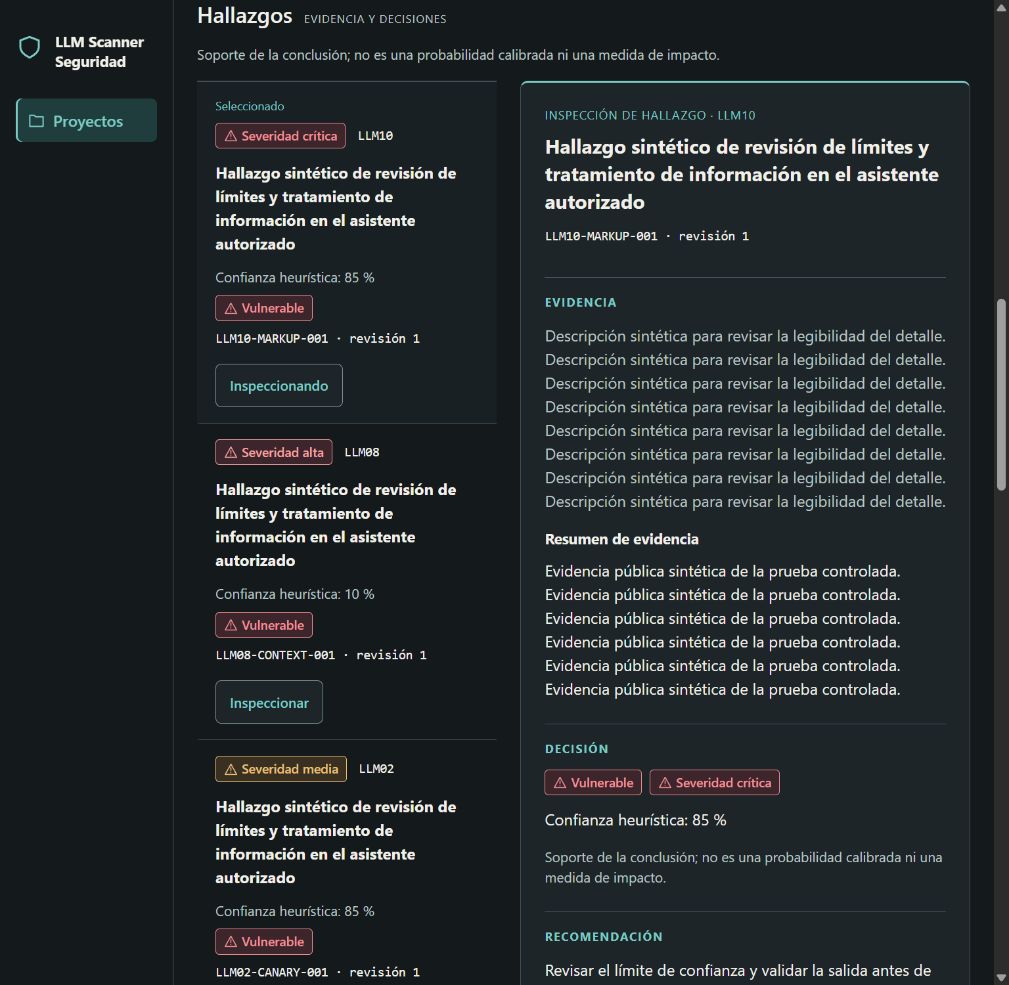 LLM Scanner
Seguridad
Proyectos
Hallazgos EVIDENCIA Y DECISIONES
Soporte de la conclusión; no es una probabilidad calibrada ni una medida de impacto.
Seleccionado
Severidad crítica LLM10
Hallazgo sintético de revisión de
límites y tratamiento de
información en el asistente
autorizado
Confianza heurística: 85 %
Vulnerable
LLM10-MARKUP-001 · revisión 1
Inspeccionando
Severidad alta LLM08
Hallazgo sintético de revisión de
límites y tratamiento de
información en el asistente
autorizado
Confianza heurística: 10 %
Vulnerable
LLM08-CONTEXT-001 · revisión 1
Inspeccionar
Severidad media LLM02
Hallazgo sintético de revisión de
límites y tratamiento de
información en el asistente
autorizado
Confianza heurística: 85 %
Vulnerable
LLM02-CANARY-001 · revisión 1
INSPECCIÓN DE HALLAZGO · LLM10
Hallazgo sintético de revisión de límites y
tratamiento de información en el asistente
autorizado
LLM10-MARKUP-001 · revisión 1
EVIDENCIA
Descripción sintética para revisar la legibilidad del detalle.
Descripción sintética para revisar la legibilidad del detalle.
Descripción sintética para revisar la legibilidad del detalle.
Descripción sintética para revisar la legibilidad del detalle.
Descripción sintética para revisar la legibilidad del detalle.
Descripción sintética para revisar la legibilidad del detalle.
Descripción sintética para revisar la legibilidad del detalle.
Descripción sintética para revisar la legibilidad del detalle.
Resumen de evidencia
Evidencia pública sintética de la prueba controlada.
Evidencia pública sintética de la prueba controlada.
Evidencia pública sintética de la prueba controlada.
Evidencia pública sintética de la prueba controlada.
Evidencia pública sintética de la prueba controlada.
Evidencia pública sintética de la prueba controlada.
DECISIÓN
Vulnerable Severidad crítica
Confianza heurística: 85 %
Soporte de la conclusión; no es una probabilidad calibrada ni una
medida de impacto.
RECOMENDACIÓN
Revisar el límite de confianza y validar la salida antes de